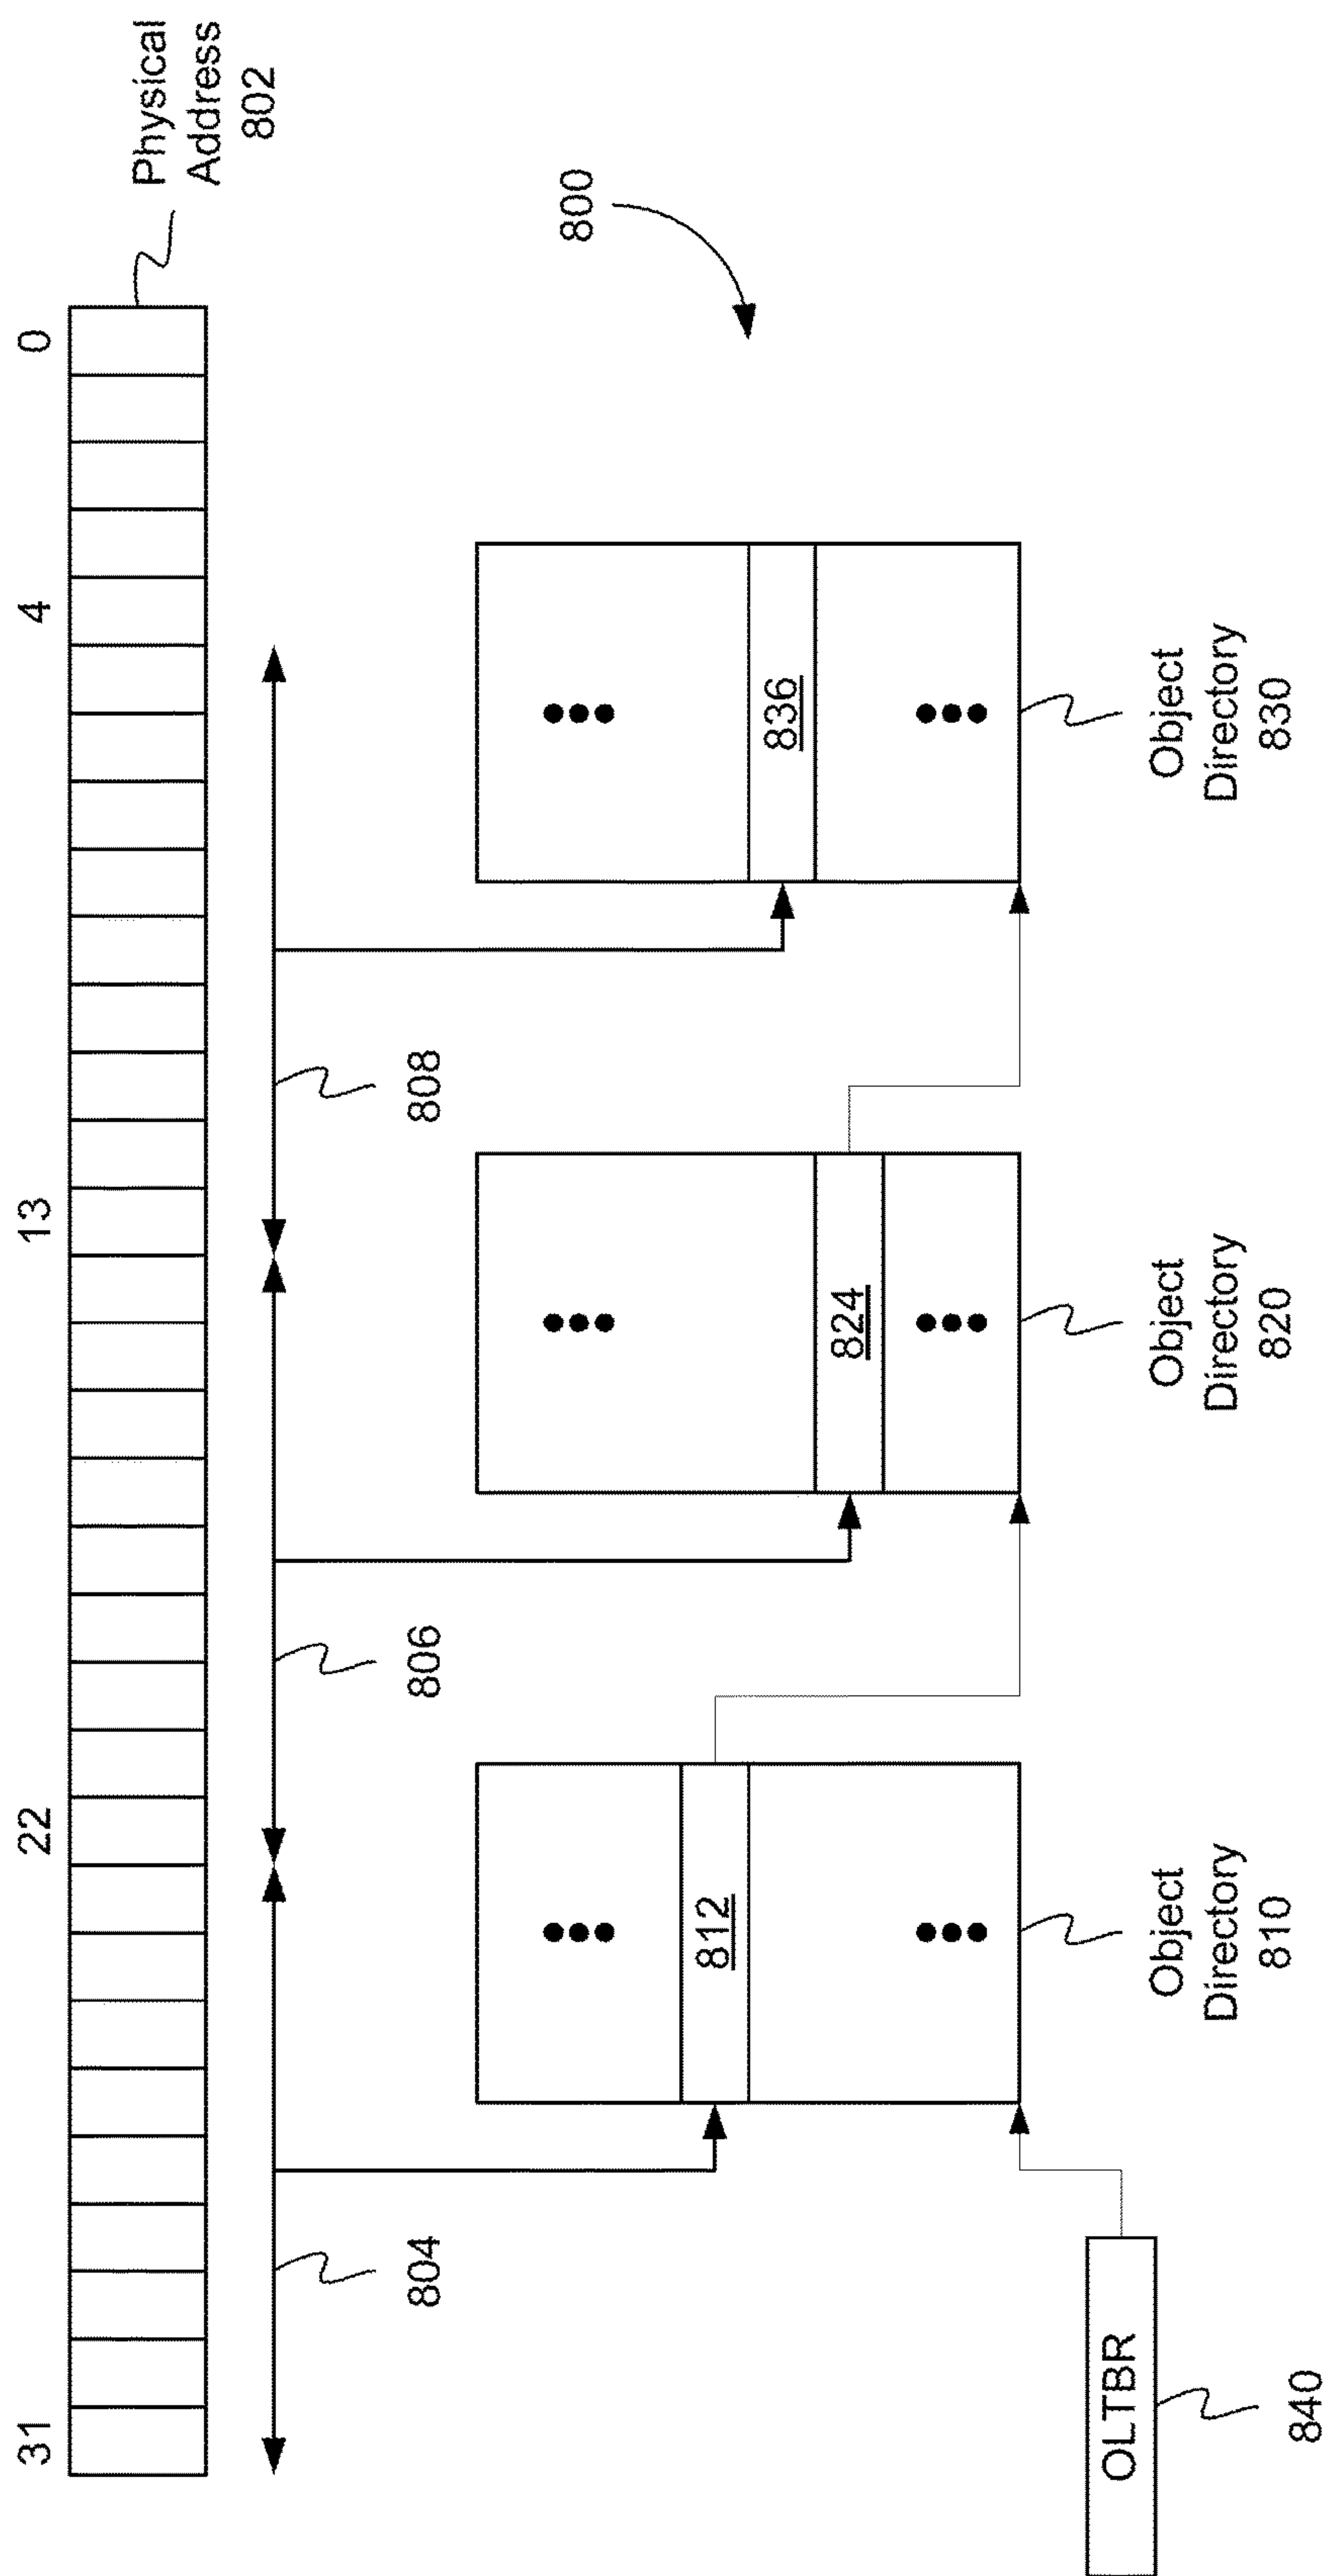 31
22
13
4
0
Physical
Address
802
804
806
808
800
812
824
836
OLTBR
840
Object
Directory
810
Object
Directory
820
Object
Directory
830